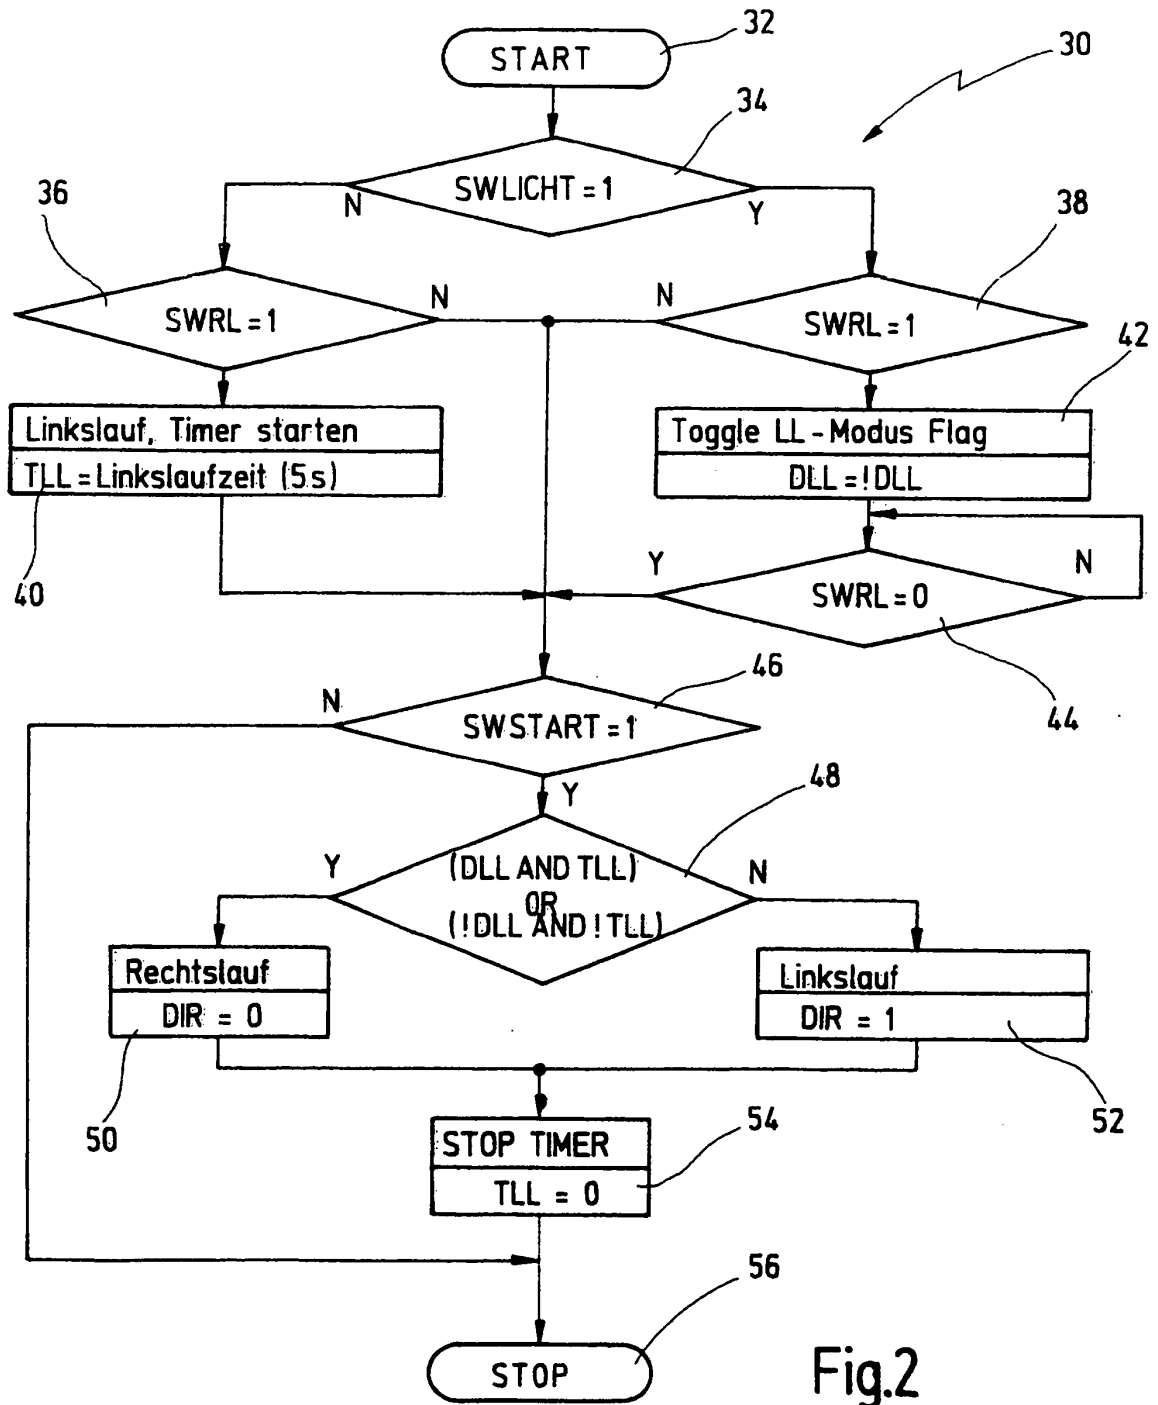 32
START
30
34
SWLICHT = 1
N
Y
36
38
SWRL = 1
N
N
SWRL = 1
42
Linkslauf, Timer starten
TLL = Linkslaufzeit (5s)
Toggle LL-Modus Flag
DLL = !DLL
40
Y
N
SWRL = 0
44
46
N
SWSTART = 1
Y
48
Y
(DLL AND TLL)
OR
(!DLL AND !TLL)
N
Rechtslauf
DIR = 0
Linkslauf
DIR = 1
50
52
54
STOP TIMER
TLL = 0
56
STOP
Fig.2